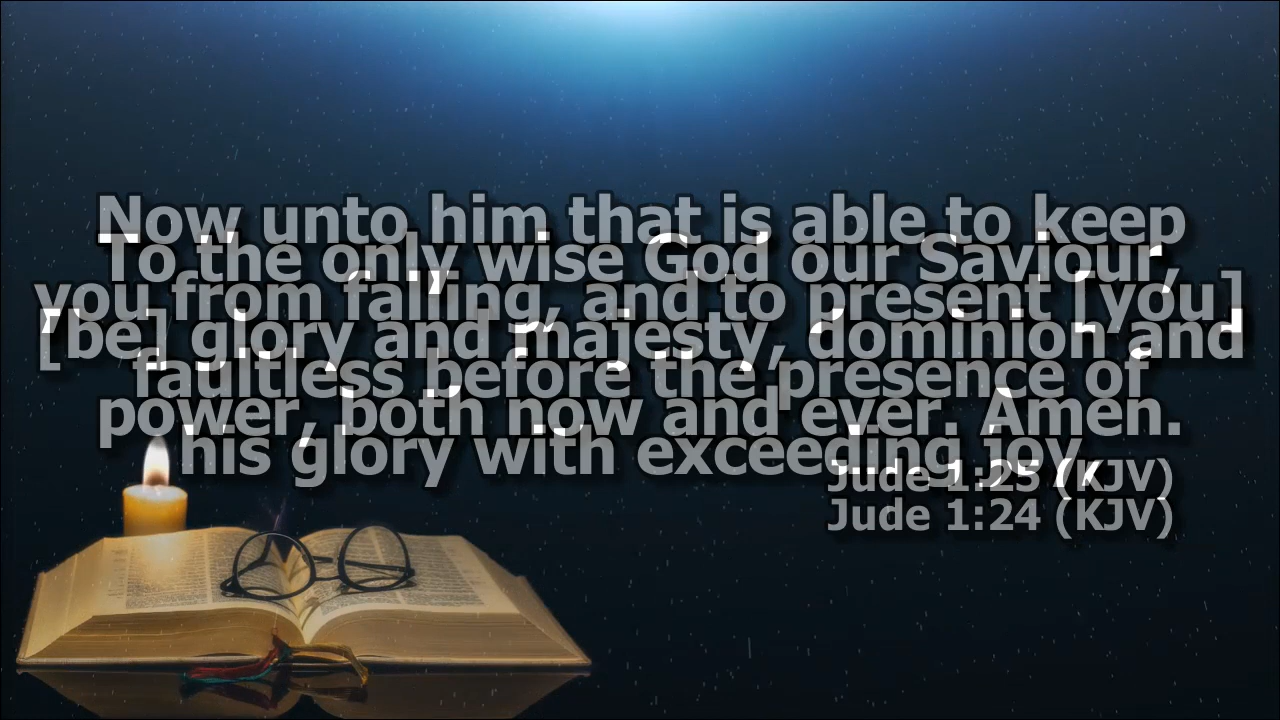 Now unto him that is able to keep
you from falling, and to present [you]
faultless before the presence of
his glory with exceeding joy.
Jude 1:24 (KJV)
To the only wise God our Saviour,
[be] glory and majesty, dominion and
power, both now and ever. Amen.
Jude 1:25 (KJV)